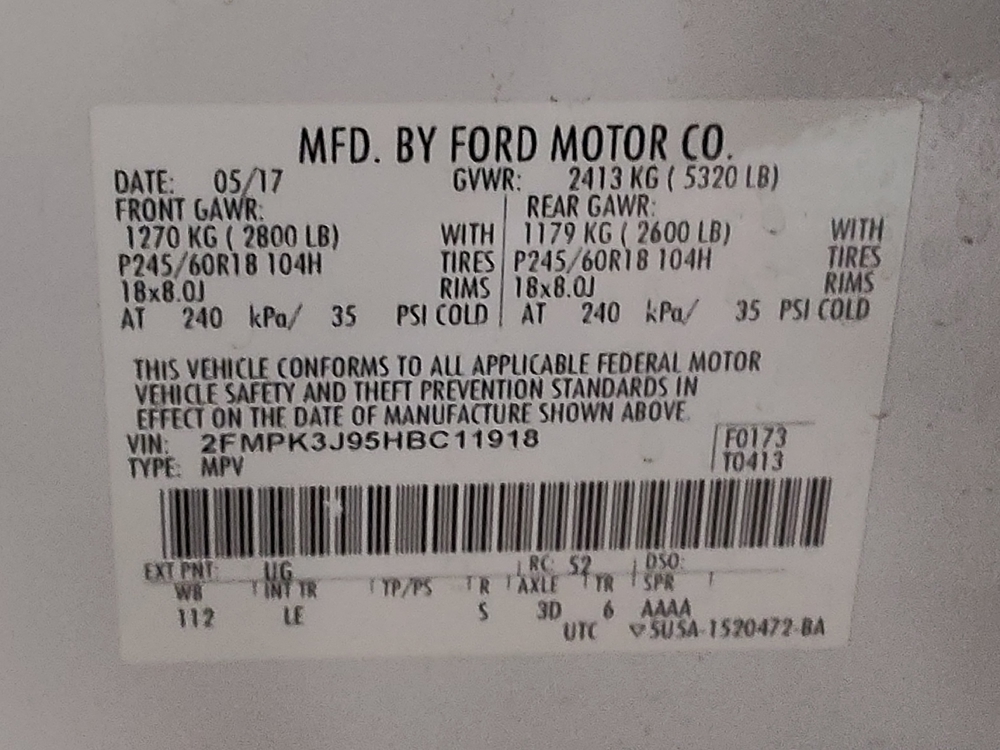 MFD. BY FORD MOTOR CO.
DATE: 05/17 GVWR: 2413 KG ( 5320 LB)
FRONT GAWR: REAR GAWR:
1270 KG ( 2800 LB) WITH 1179 KG ( 2600 LB) WITH
P245/60R18 104H TIRES P245/60R18 104H TIRES
18x8.0J RIMS 18x8.0J RIMS
AT 240 kPa/ 35 PSI COLD AT 240 kPa/ 35 PSI COLD
THIS VEHICLE CONFORMS TO ALL APPLICABLE FEDERAL MOTOR
VEHICLE SAFETY AND THEFT PREVENTION STANDARDS IN
EFFECT ON THE DATE OF MANUFACTURE SHOWN ABOVE.
VIN: 2FMPK3J95HBC11918 F0173
TYPE: MPV T0413
EXT PNT: UG RC: 52 DSO:
WB INT TR TP/PS R AXLE TR SPR
112 LE S 3D 6 AAAA
UTC ▽5U5A-1520472-BA